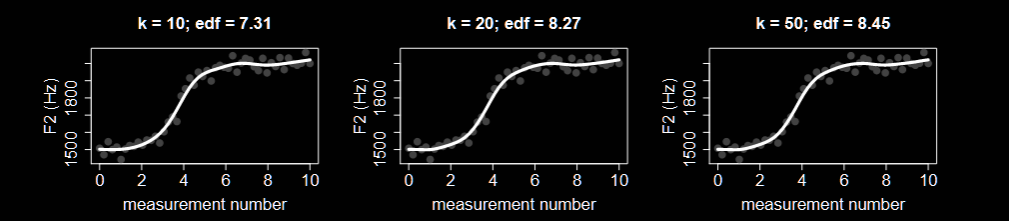 k = 10; edf = 7.31
F2 (Hz)
1800
1500
0 2 4 6 8 10
measurement number
k = 20; edf = 8.27
F2 (Hz)
1800
1500
0 2 4 6 8 10
measurement number
k = 50; edf = 8.45
F2 (Hz)
1800
1500
0 2 4 6 8 10
measurement number